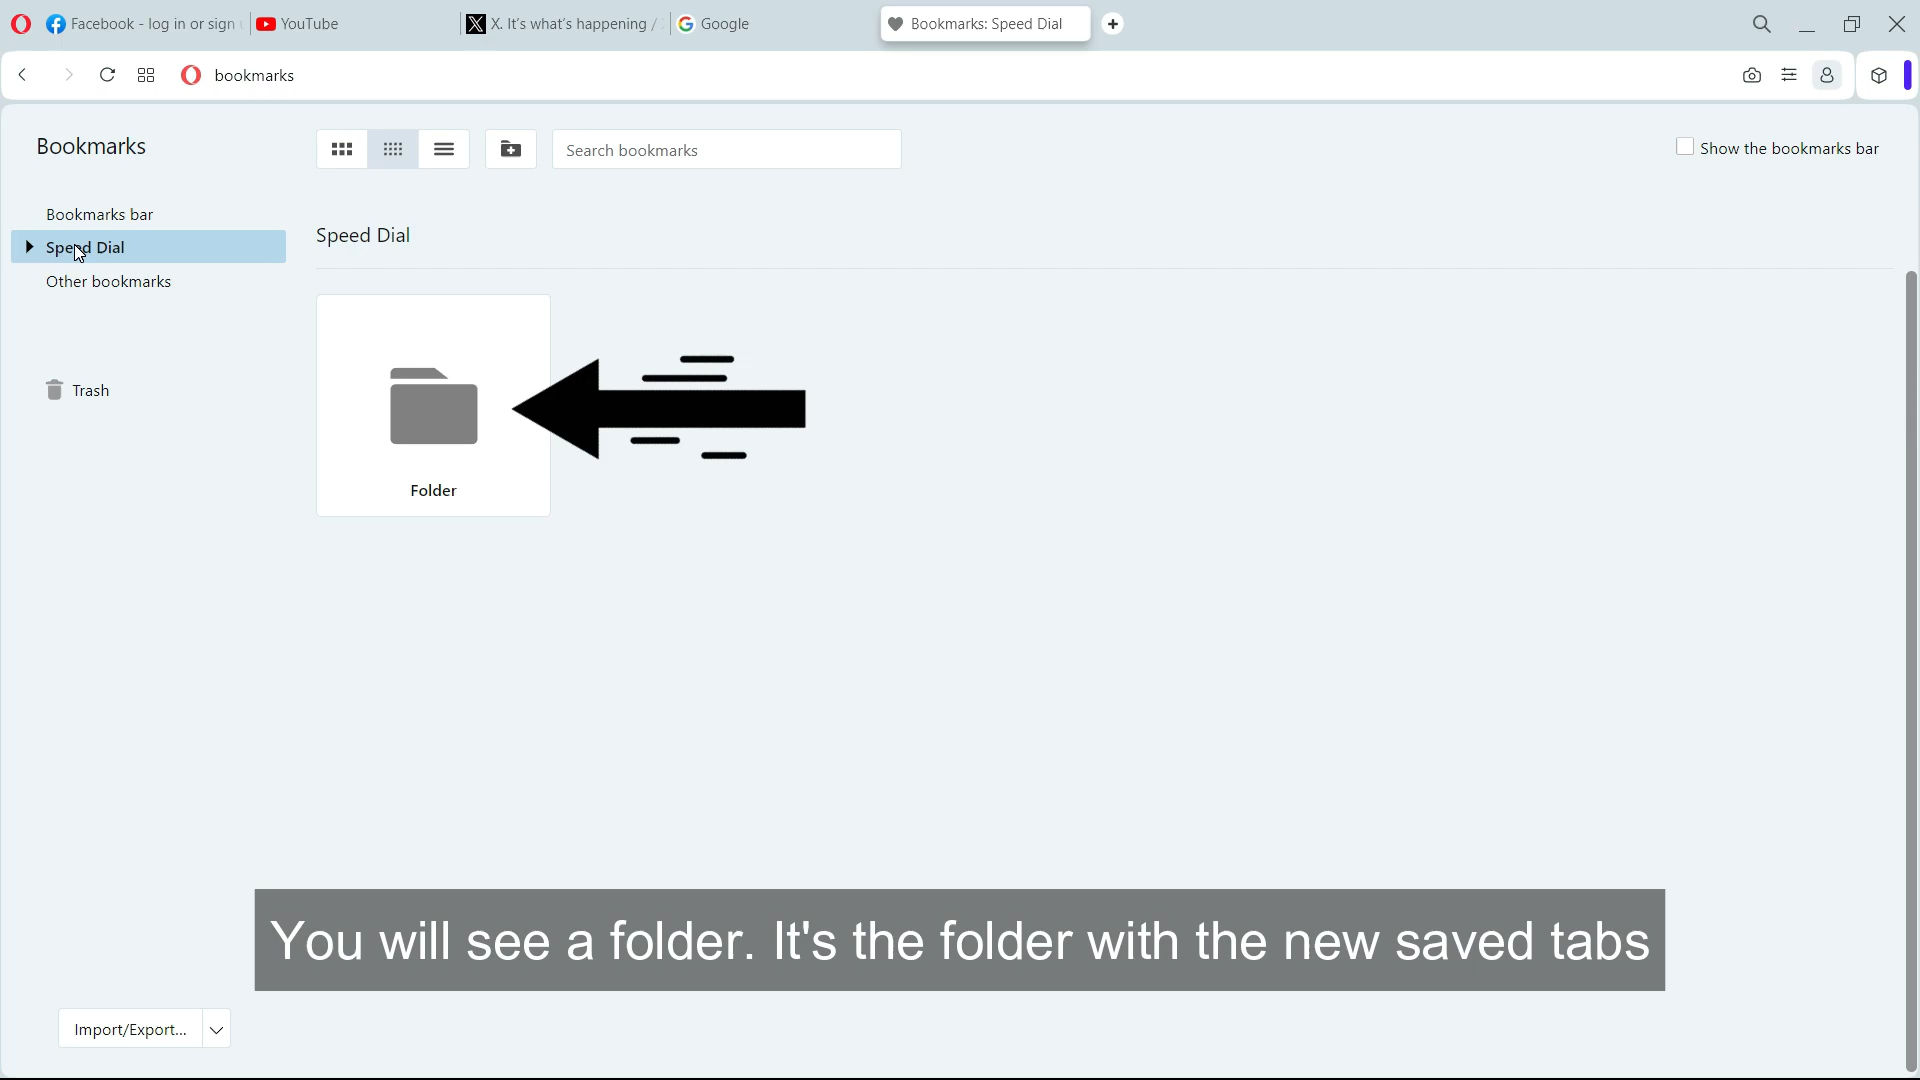 Facebook - log in or sign
YouTube
X. It's what's happening /
Google
Bookmarks: Speed Dial
bookmarks
Bookmarks
Search bookmarks
Show the bookmarks bar
Bookmarks bar
Speed Dial
Other bookmarks
Trash
Speed Dial
Folder
You will see a folder. It's the folder with the new saved tabs
Import/Export...